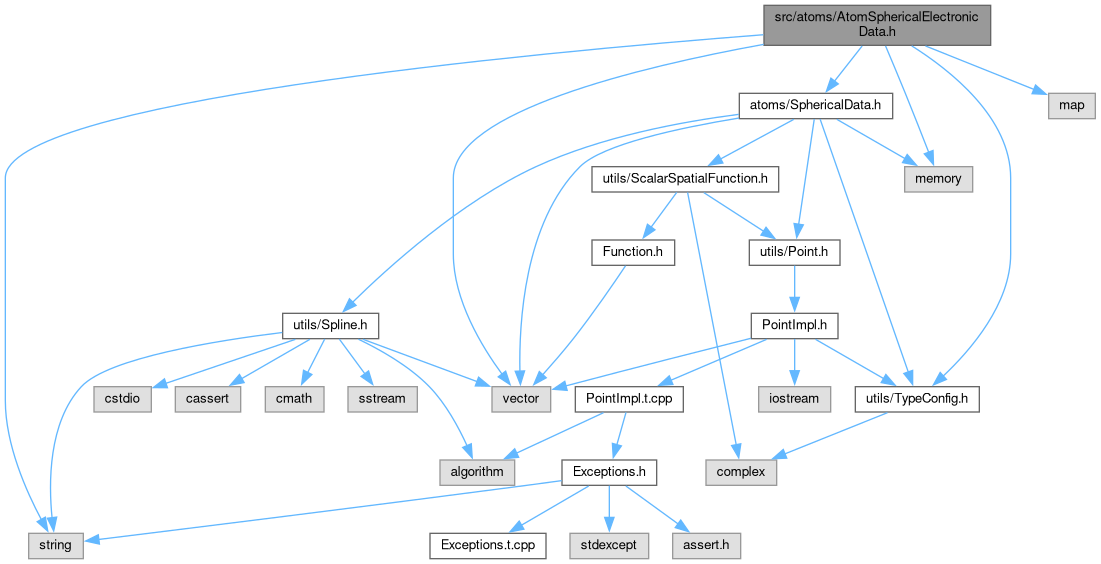 src/atoms/AtomSphericalElectronic
Data.h
atoms/SphericalData.h
map
utils/ScalarSpatialFunction.h
memory
Function.h
utils/Point.h
utils/Spline.h
PointImpl.h
cstdio
cassert
cmath
sstream
vector
PointImpl.t.cpp
iostream
utils/TypeConfig.h
algorithm
Exceptions.h
complex
string
Exceptions.t.cpp
stdexcept
assert.h